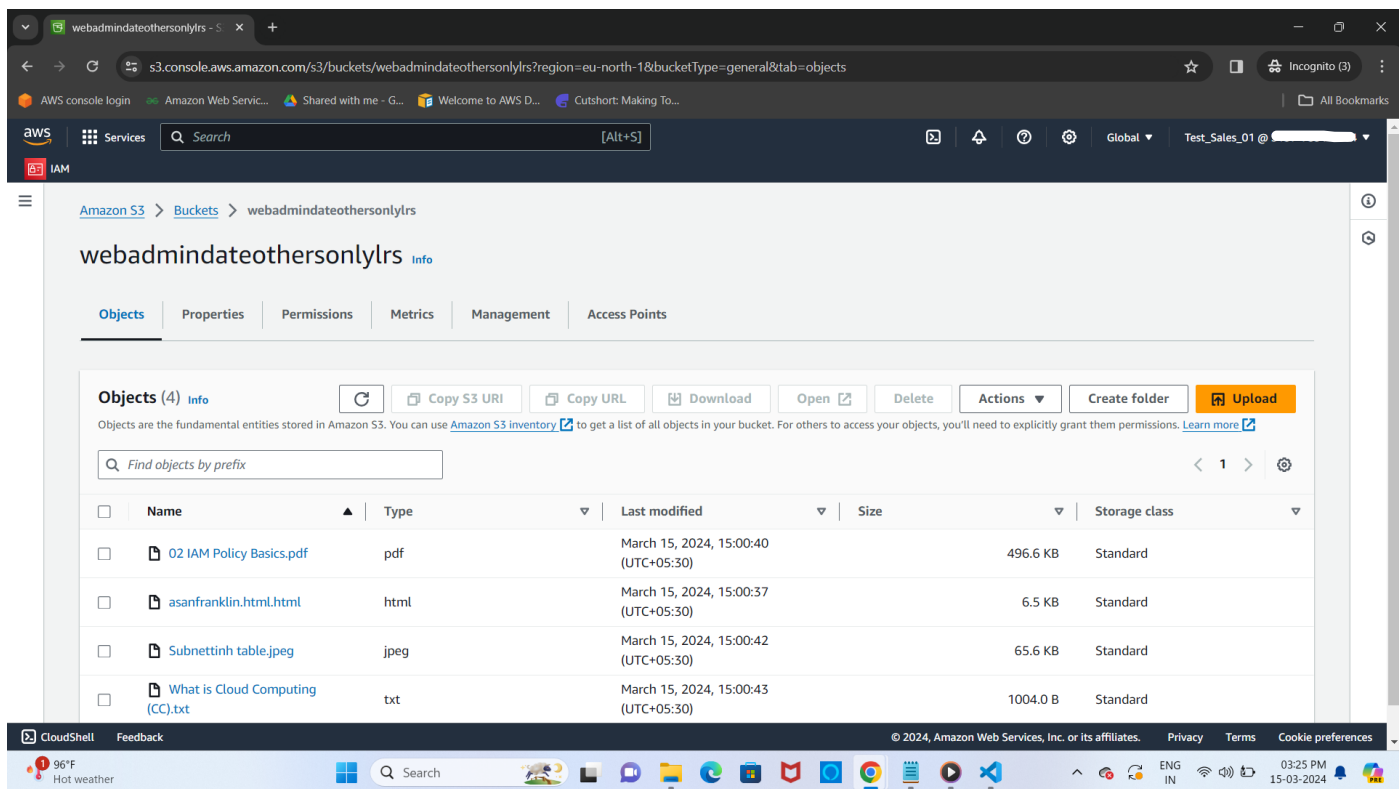 webadmindateothersonlylrs - S
s3.console.aws.amazon.com/s3/buckets/webadmindateothersonlylrs?region=eu-north-1&bucketType=general&tab=objects
Incognito (3)
AWS console login
Amazon Web Servic...
Shared with me - G...
Welcome to AWS D...
Cutshort: Making To...
All Bookmarks
aws
Services
Search
[Alt+S]
Global
Test_Sales_01 @
IAM
Amazon S3 > Buckets > webadmindateothersonlylrs
webadmindateothersonlylrs Info
Objects
Properties
Permissions
Metrics
Management
Access Points
Objects (4) Info
Copy S3 URI
Copy URL
Download
Open
Delete
Actions
Create folder
Upload
Objects are the fundamental entities stored in Amazon S3. You can use Amazon S3 inventory to get a list of all objects in your bucket. For others to access your objects, you'll need to explicitly grant them permissions. Learn more
Find objects by prefix
1
Name
Type
Last modified
Size
Storage class
02 IAM Policy Basics.pdf
pdf
March 15, 2024, 15:00:40
(UTC+05:30)
496.6 KB
Standard
asanfranklin.html.html
html
March 15, 2024, 15:00:37
(UTC+05:30)
6.5 KB
Standard
Subnettinh table.jpeg
jpeg
March 15, 2024, 15:00:42
(UTC+05:30)
65.6 KB
Standard
What is Cloud Computing
(CC).txt
txt
March 15, 2024, 15:00:43
(UTC+05:30)
1004.0 B
Standard
CloudShell
Feedback
© 2024, Amazon Web Services, Inc. or its affiliates.
Privacy
Terms
Cookie preferences
1
96°F
Hot weather
Search
ENG
IN
03:25 PM
15-03-2024
PRE